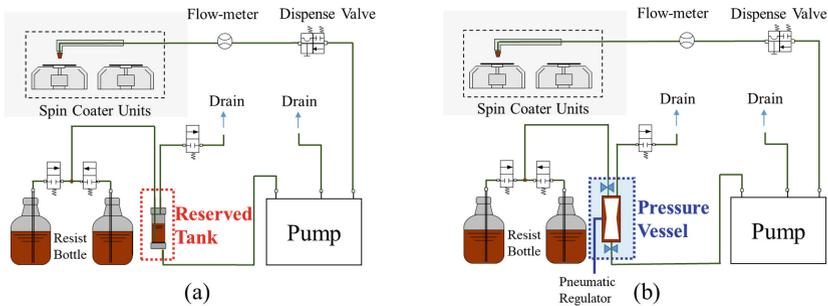 Flow-meter
Dispense Valve
Spin Coater Units
Drain
Drain
Reserved
Tank
Resist
Bottle
Pump
(a)
Flow-meter
Dispense Valve
Spin Coater Units
Drain
Drain
Pressure
Vessel
Resist
Bottle
Pump
Pneumatic
Regulator
(b)